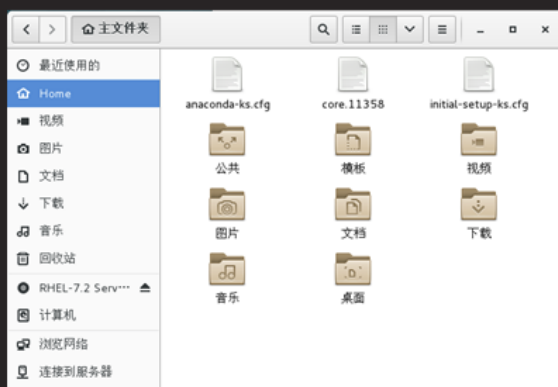 主文件夹
最近使用的
Home
视频
图片
文档
下载
音乐
回收站
RHEL-7.2 Serv···
计算机
浏览网络
连接到服务器
anaconda-ks.cfg
core.11358
initial-setup-ks.cfg
公共
模板
视频
图片
文档
下载
音乐
桌面